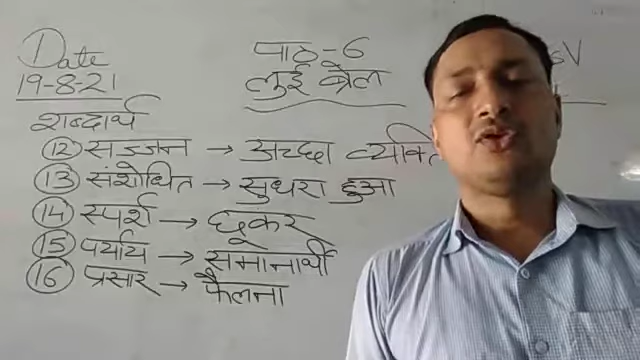 Date
19-8-21
पाठ-6
लुई ब्रेल
शब्दार्थ
12 सज्जन → अच्छा व्यक्ति
13 संशोधित → सुधरा हुआ
14 स्पर्श → छूकर
15 पर्याय → समानार्थी
16 प्रसार → फैलना